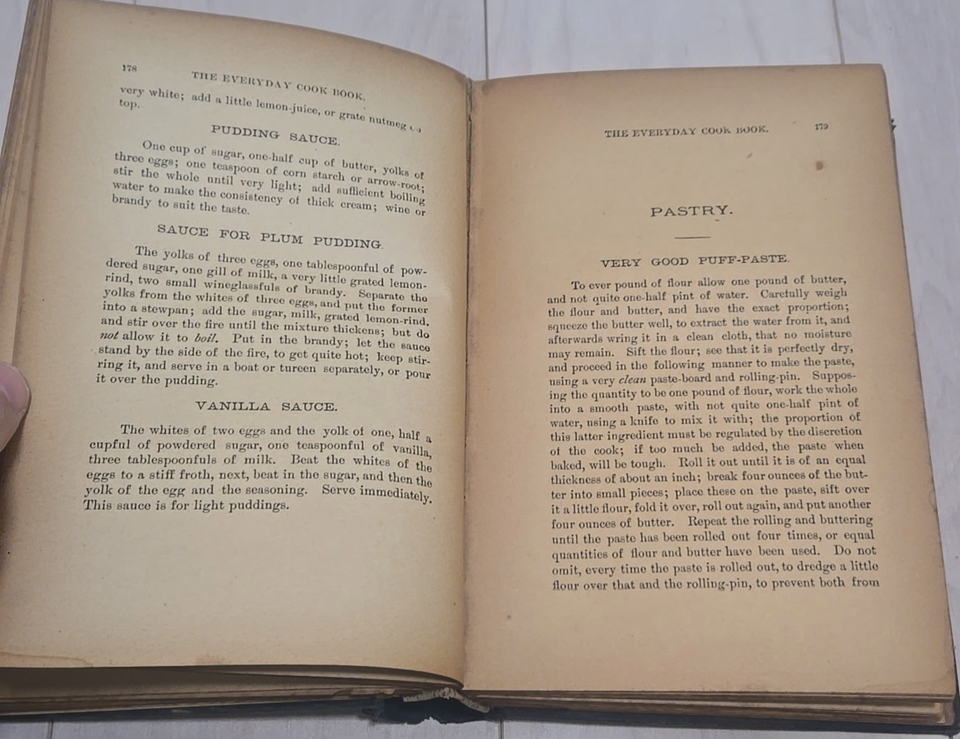 178
THE EVERYDAY COOK BOOK.
very white; add a little lemon-juice, or grate nutmeg
top.
PUDDING SAUCE.
One cup of sugar, one-half cup of butter, yolks of
three eggs; one teaspoon of corn starch or arrow-root;
stir the whole until very light; add sufficient boiling
water to make the consistency of thick cream; wine or
brandy to suit the taste.
SAUCE FOR PLUM PUDDING.
The yolks of three eggs, one tablespoonful of pow-
dered sugar, one gill of milk, a very little grated lemon-
rind, two small wineglassfuls of brandy. Separate the
yolks from the whites of three eggs, and put the former
into a stewpan; add the sugar, milk, grated lemon-rind,
and stir over the fire until the mixture thickens; but do
not allow it to boil. Put in the brandy; let the sauce
stand by the side of the fire, to get quite hot; keep stir-
ring it, and serve in a boat or tureen separately, or pour
it over the pudding.
VANILLA SAUCE.
The whites of two eggs and the yolk of one, half a
cupful of powdered sugar, one teaspoonful of vanilla,
three tablespoonfuls of milk. Beat the whites of the
eggs to a stiff froth, next, beat in the sugar, and then the
yolk of the egg and the seasoning. Serve immediately.
This sauce is for light puddings.
THE EVERYDAY COOK BOOK. 179
PASTRY.
VERY GOOD PUFF-PASTE.
To ever pound of flour allow one pound of butter,
and not quite one-half pint of water. Carefully weigh
the flour and butter, and have the exact proportion;
squeeze the butter well, to extract the water from it, and
afterwards wring it in a clean cloth, that no moisture
may remain. Sift the flour; see that it is perfectly dry,
and proceed in the following manner to make the paste,
using a very clean paste-board and rolling-pin. Suppos-
ing the quantity to be one pound of flour, work the whole
into a smooth paste, with not quite one-half pint of
water, using a knife to mix it with; the proportion of
this latter ingredient must be regulated by the discretion
of the cook; if too much be added, the paste when
baked, will be tough. Roll it out until it is of an equal
thickness of about an inch; break four ounces of the but-
ter into small pieces; place these on the paste, sift over
it a little flour, fold it over, roll out again, and put another
four ounces of butter. Repeat the rolling and buttering
until the paste has been rolled out four times, or equal
quantities of flour and butter have been used. Do not
omit, every time the paste is rolled out, to dredge a little
flour over that and the rolling-pin, to prevent both from